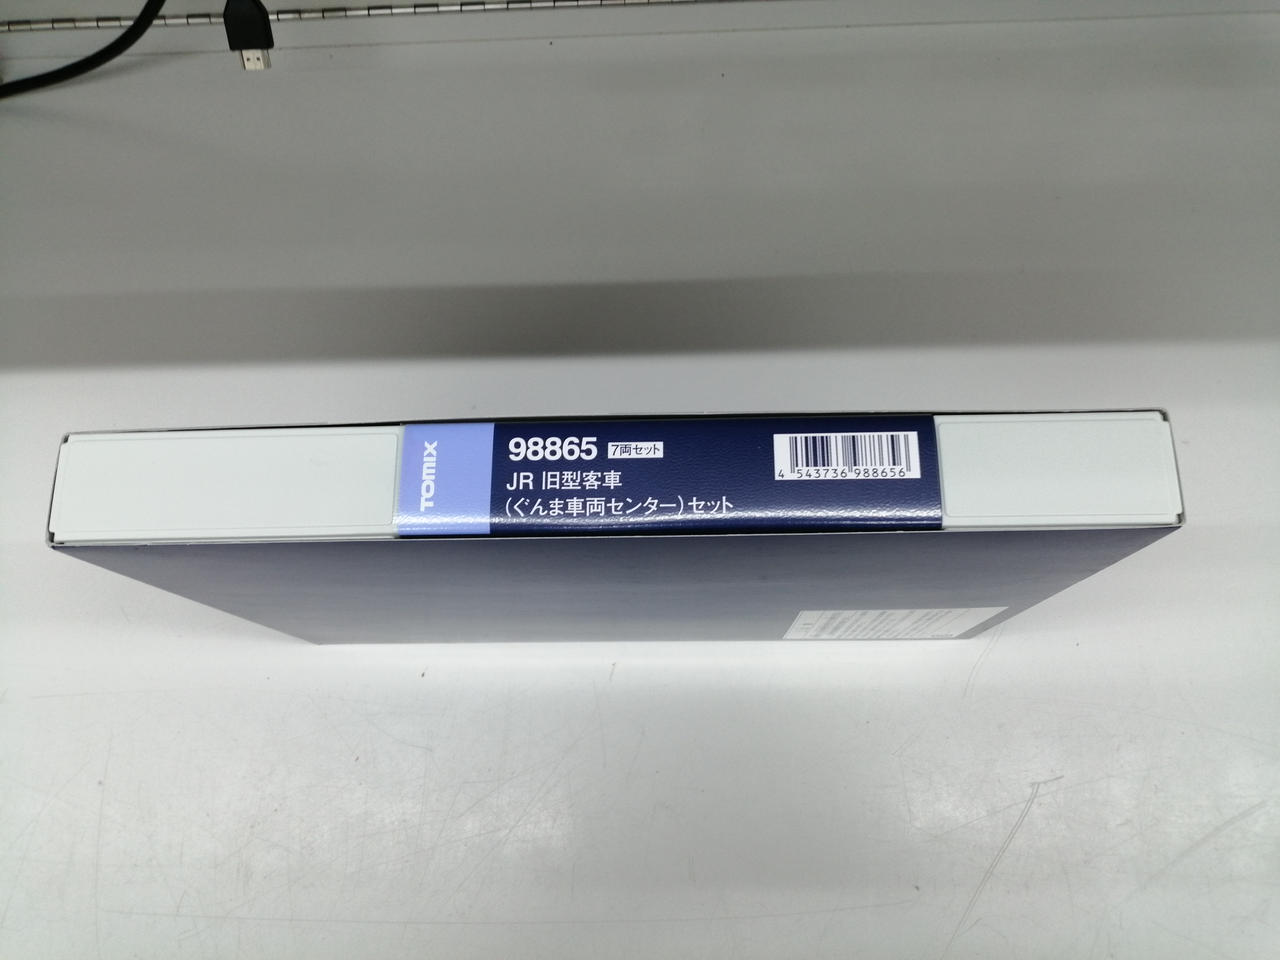 TOMIX
98865 7両セット
JR 旧型客車
(ぐんま車両センター)セット
4 543736 988656